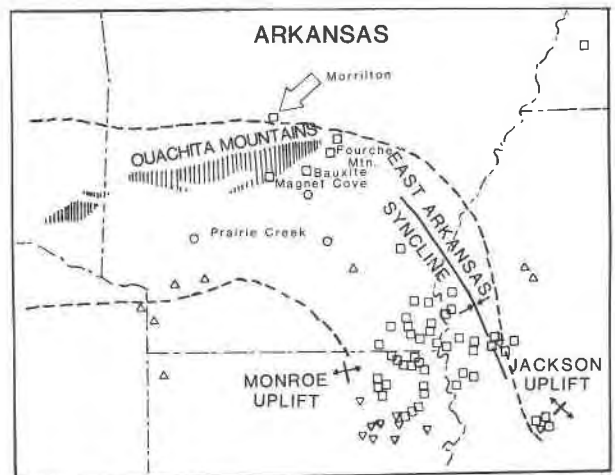 ARKANSAS
Morrilton
OUACHITA MOUNTAINS
Fourche
Mtn.
Bauxite
Magnet Cove
EAST ARKANSAS
SYNCLINE
Prairie Creek
MONROE
UPLIFT
JACKSON
UPLIFT